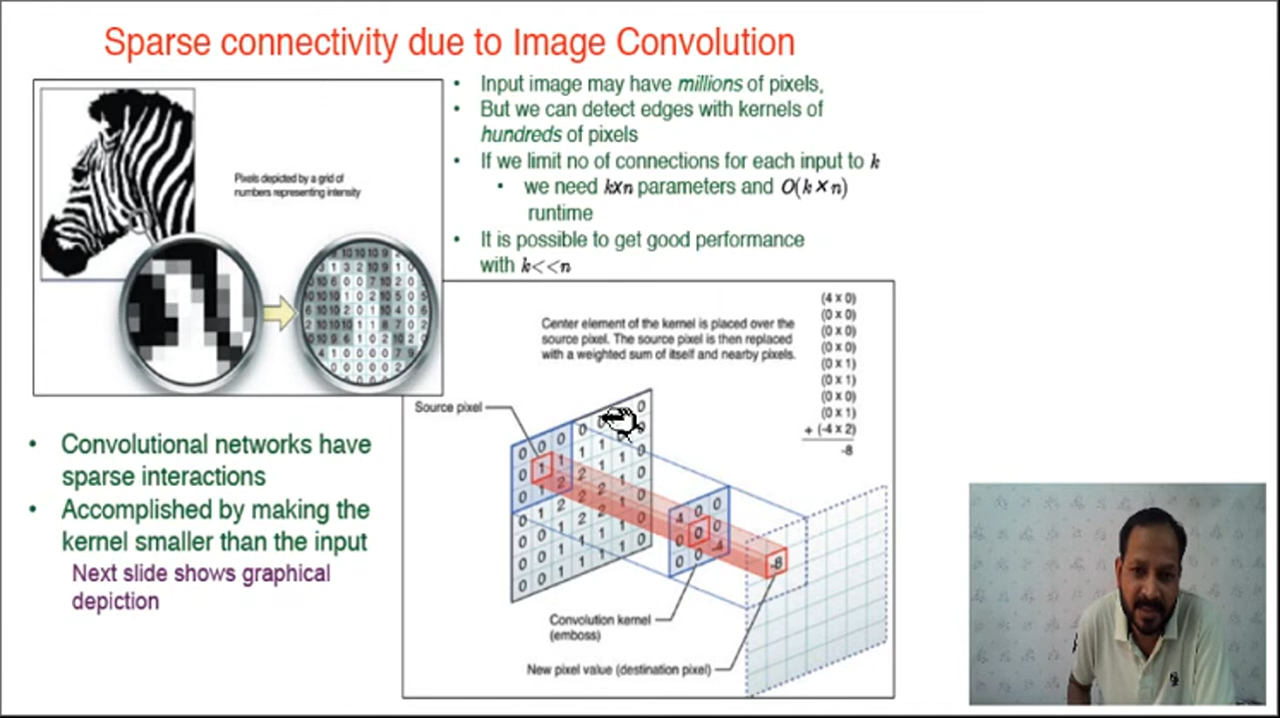 Sparse connectivity due to Image Convolution
Pixels depicted by a grid of
numbers representing intensity
• Input image may have millions of pixels,
• But we can detect edges with kernels of
hundreds of pixels
• If we limit no of connections for each input to k
• we need kxn parameters and O(k × n)
runtime
• It is possible to get good performance
with k<<n
• Convolutional networks have
sparse interactions
• Accomplished by making the
kernel smaller than the input
Next slide shows graphical
depiction
Center element of the kernel is placed over the
source pixel. The source pixel is then replaced
with a weighted sum of itself and nearby pixels.
(4 x 0)
(0 x 0)
(0 x 0)
(0 x 0)
(0 x 1)
(0 x 1)
(0 x 0)
(0 x 1)
+ (-4 x 2)
-8
Source pixel
Convolution kernel
(emboss)
New pixel value (destination pixel)
-8